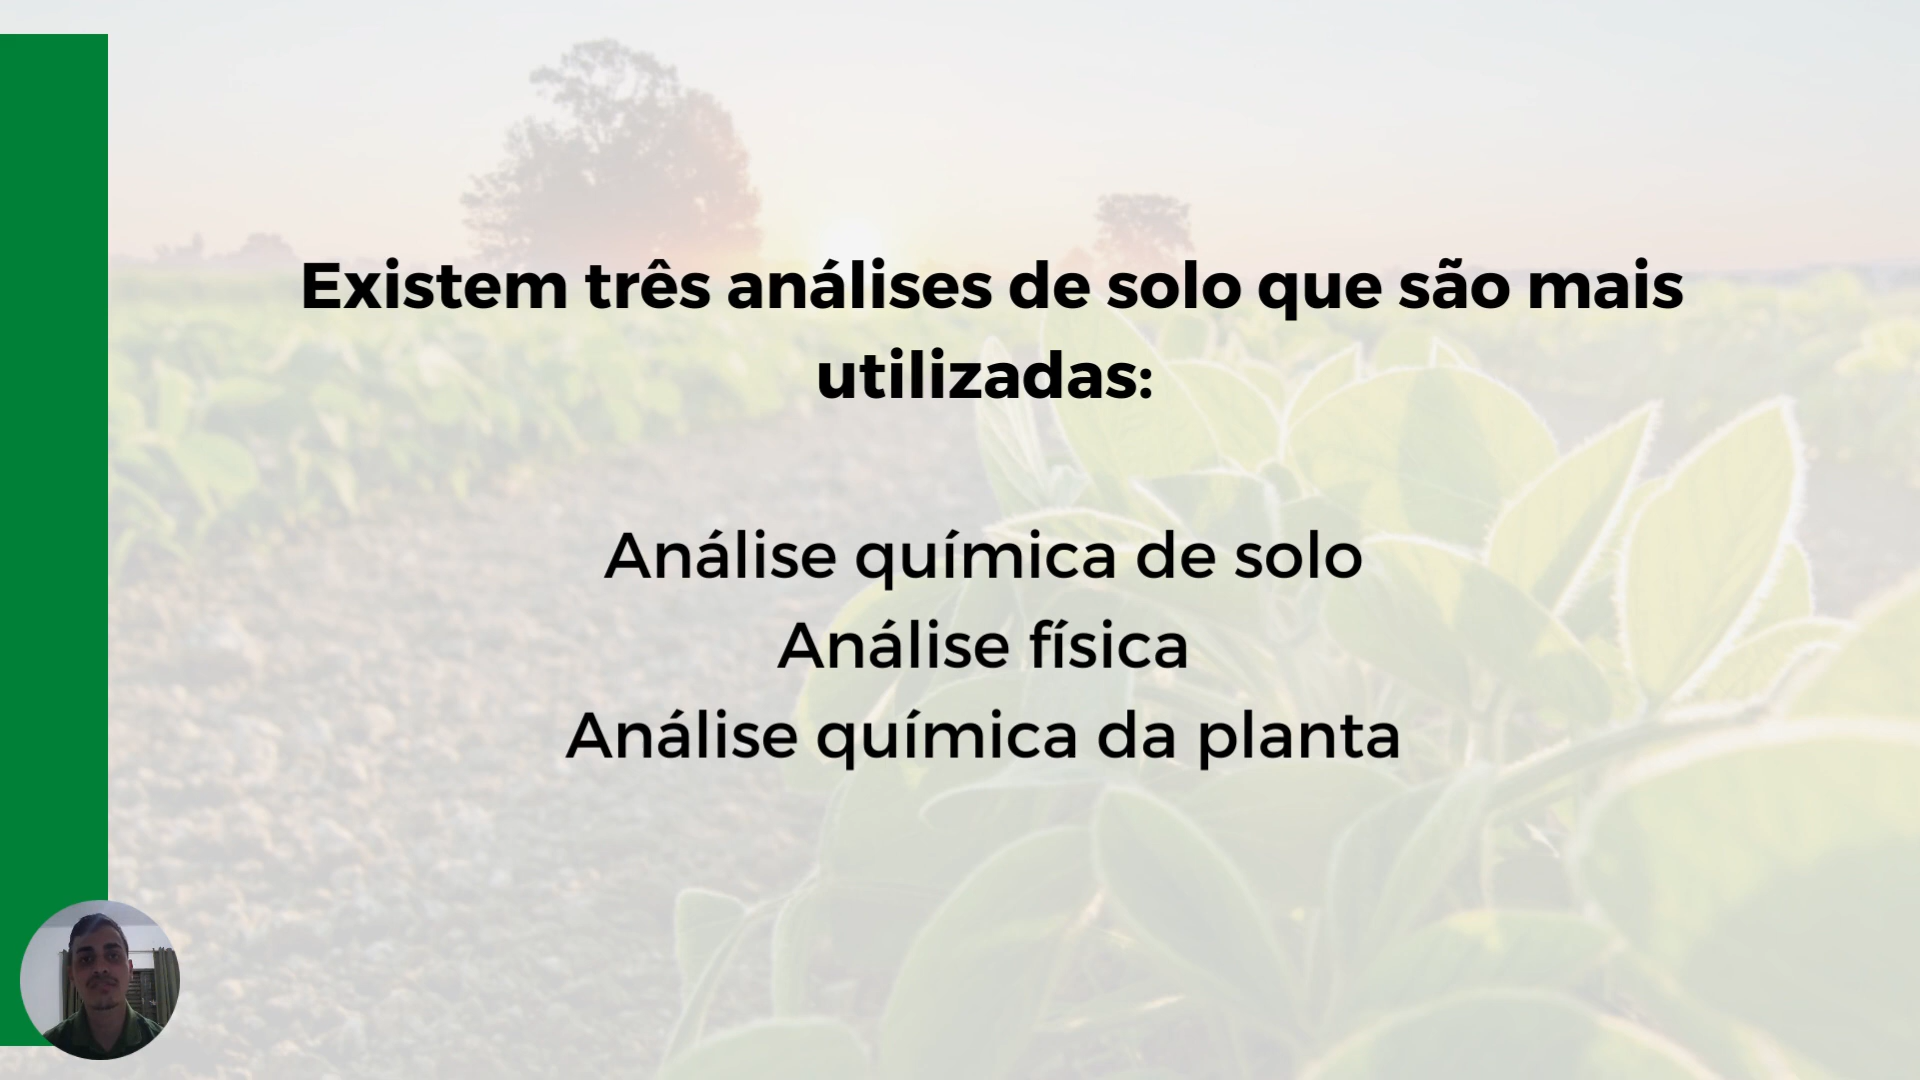 Existem três análises de solo que são mais
utilizadas:
Análise química de solo
Análise física
Análise química da planta